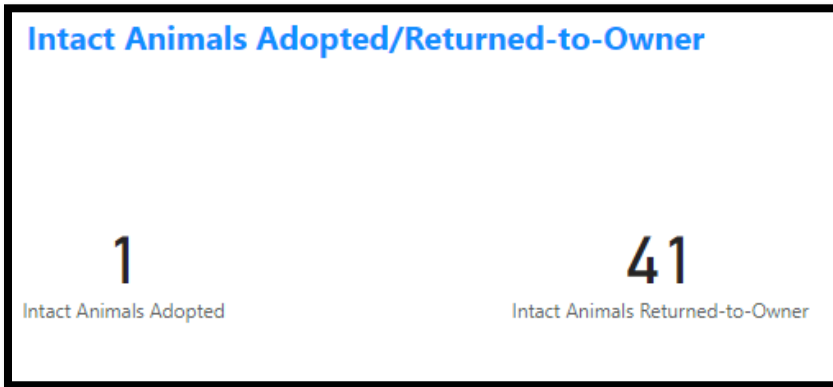 Intact Animals Adopted/Returned-to-Owner
1
Intact Animals Adopted
41
Intact Animals Returned-to-Owner